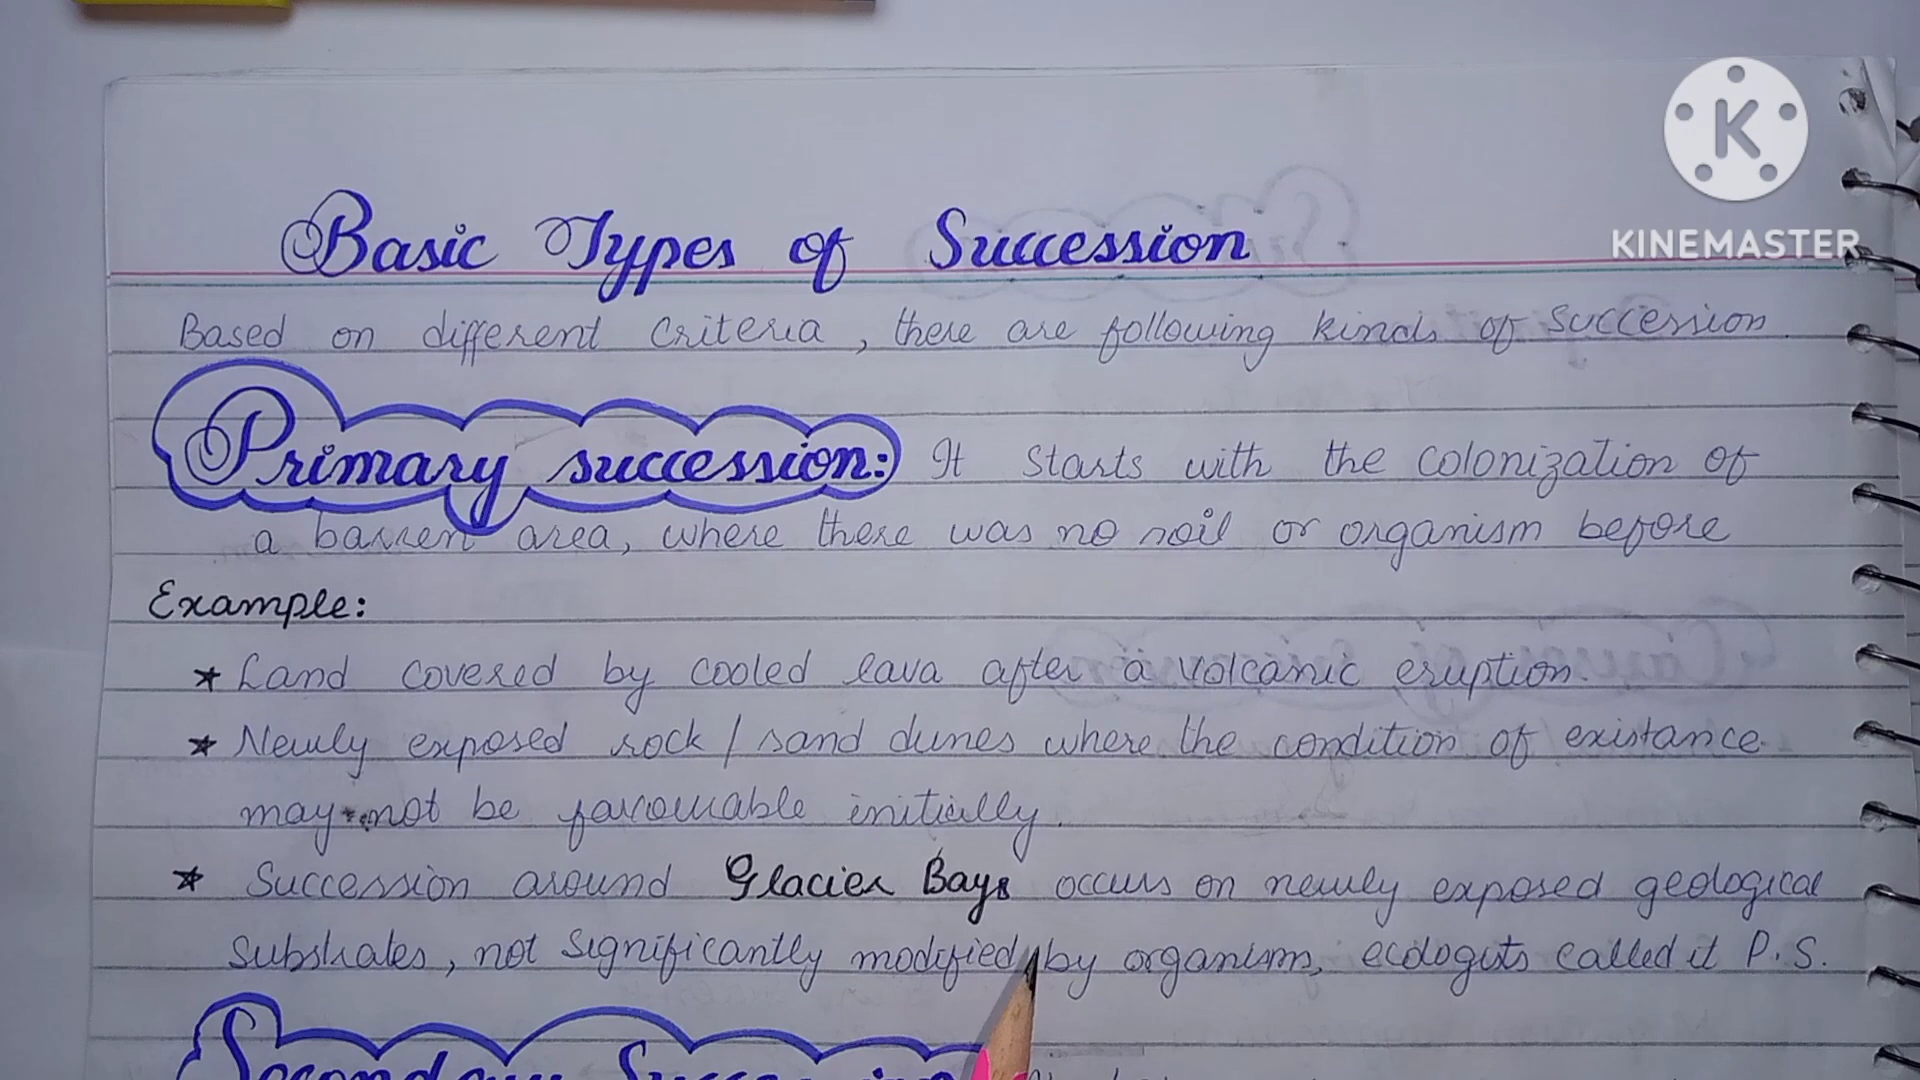 K
KINEMASTER
Basic Types of Succession
Based on different criteria, there are following kinds of succession.
Primary succession: It starts with the colonization of
a barren area, where there was no soil or organism before
Example:
★ Land covered by cooled lava after a volcanic eruption.
★ Newly exposed rock / sand dunes where the condition of existance
may not be favourable initially.
★ Succession around Glacier Bays occurs on newly exposed geological
substrates, not significantly modified by organism, ecologists called it P.S.
Secondary Succession